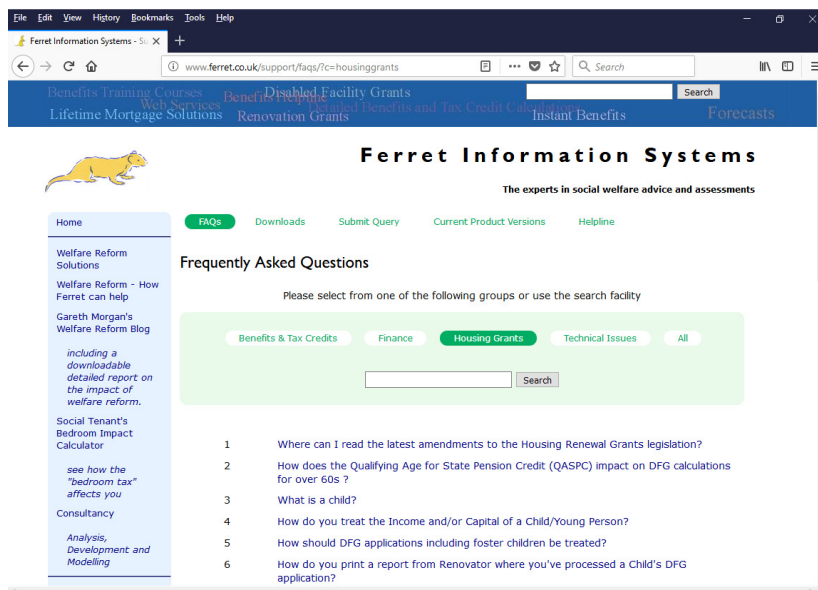 File Edit View History Bookmarks Tools Help
Ferret Information Systems - Su
www.ferret.co.uk/support/faqs/?c=housinggrants
Search
Benefits Training Courses
Disabled Facility Grants
Web Services
Benefits Helpline
Search
Lifetime Mortgage Solutions
Renovation Grants
Detailed Benefits and Tax Credit Calculations
Instant Benefits
Forecasts
Ferret Information Systems
The experts in social welfare advice and assessments
Home
FAQs Downloads Submit Query Current Product Versions Helpline
Welfare Reform
Solutions
Welfare Reform - How
Ferret can help
Gareth Morgan's
Welfare Reform Blog
including a
downloadable
detailed report on
the impact of
welfare reform.
Social Tenant's
Bedroom Impact
Calculator
see how the
"bedroom tax"
affects you
Consultancy
Analysis,
Development and
Modelling
Frequently Asked Questions
Please select from one of the following groups or use the search facility
Benefits & Tax Credits Finance Housing Grants Technical Issues All
Search
1 Where can I read the latest amendments to the Housing Renewal Grants legislation?
2 How does the Qualifying Age for State Pension Credit (QASPC) impact on DFG calculations
for over 60s ?
3 What is a child?
4 How do you treat the Income and/or Capital of a Child/Young Person?
5 How should DFG applications including foster children be treated?
6 How do you print a report from Renovator where you've processed a Child's DFG
application?